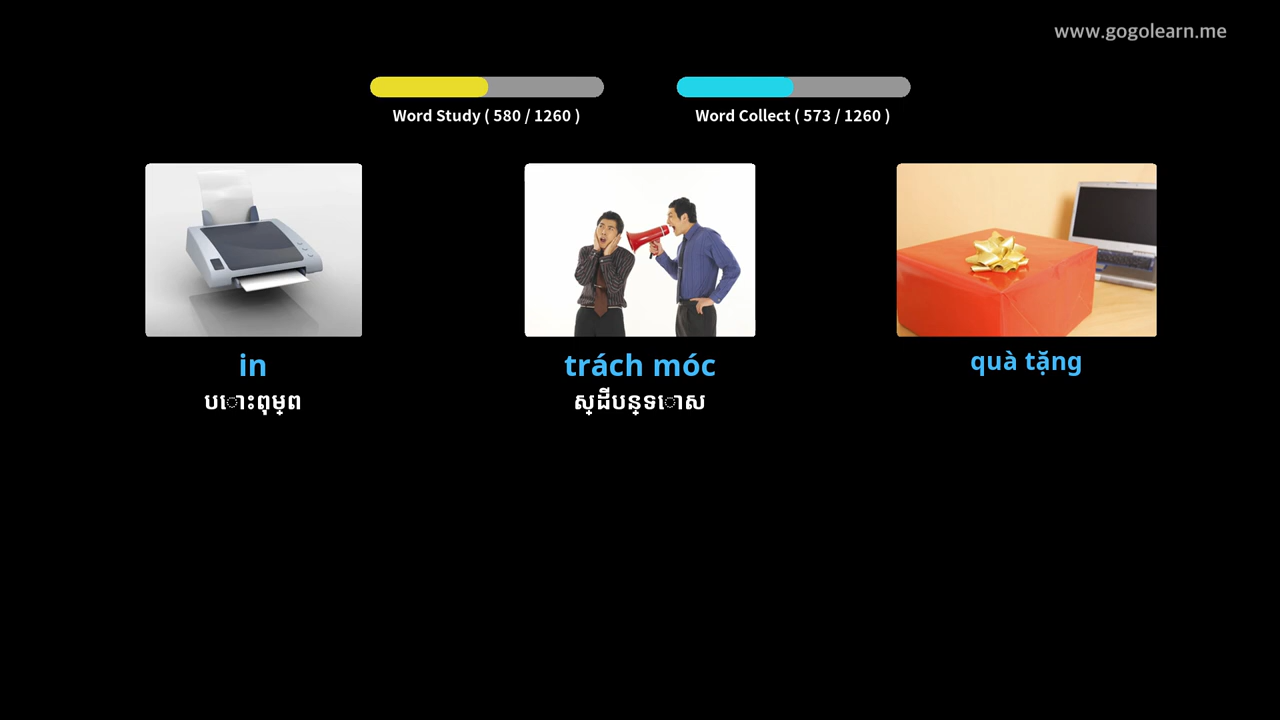 www.gogolearn.me
Word Study ( 580 / 1260 )
Word Collect ( 573 / 1260 )
in
បោះពុម្ព
trách móc
ស្ដីបន្ទោស
quà tặng